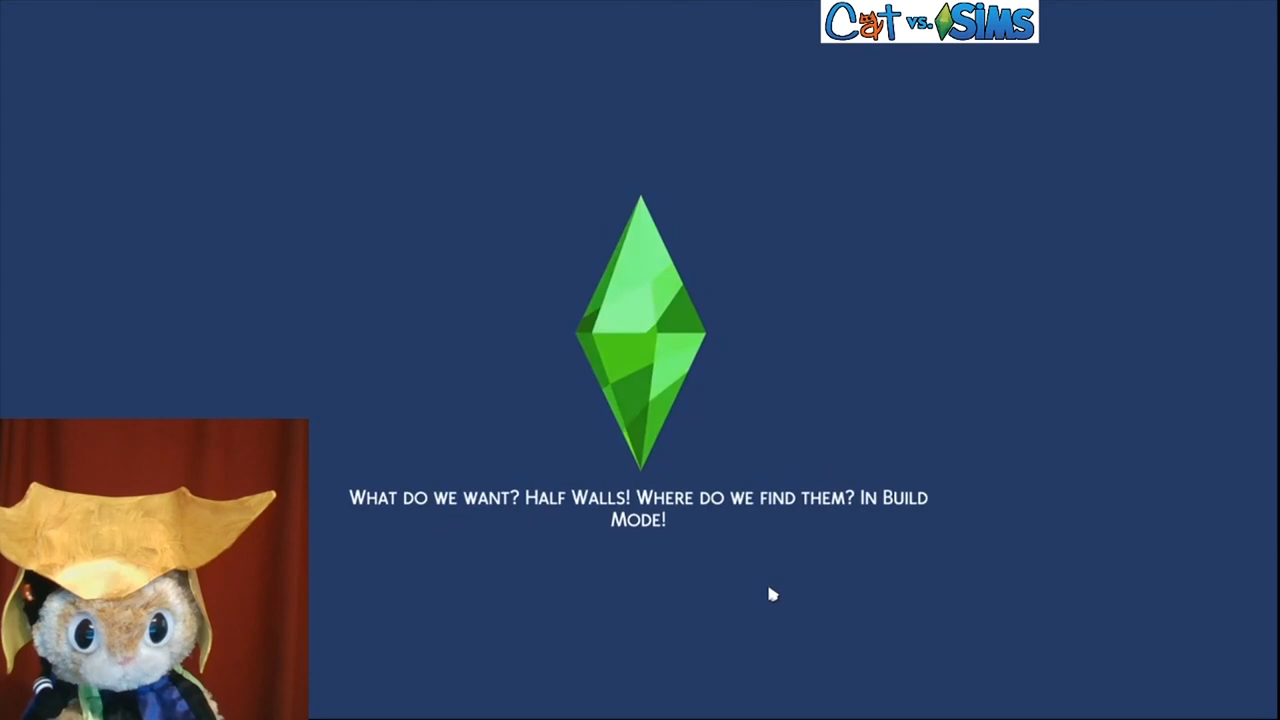 Cat vs. SiMS
WHAT DO WE WANT? HALF WALLS! WHERE DO WE FIND THEM? IN BUILD
MODE!